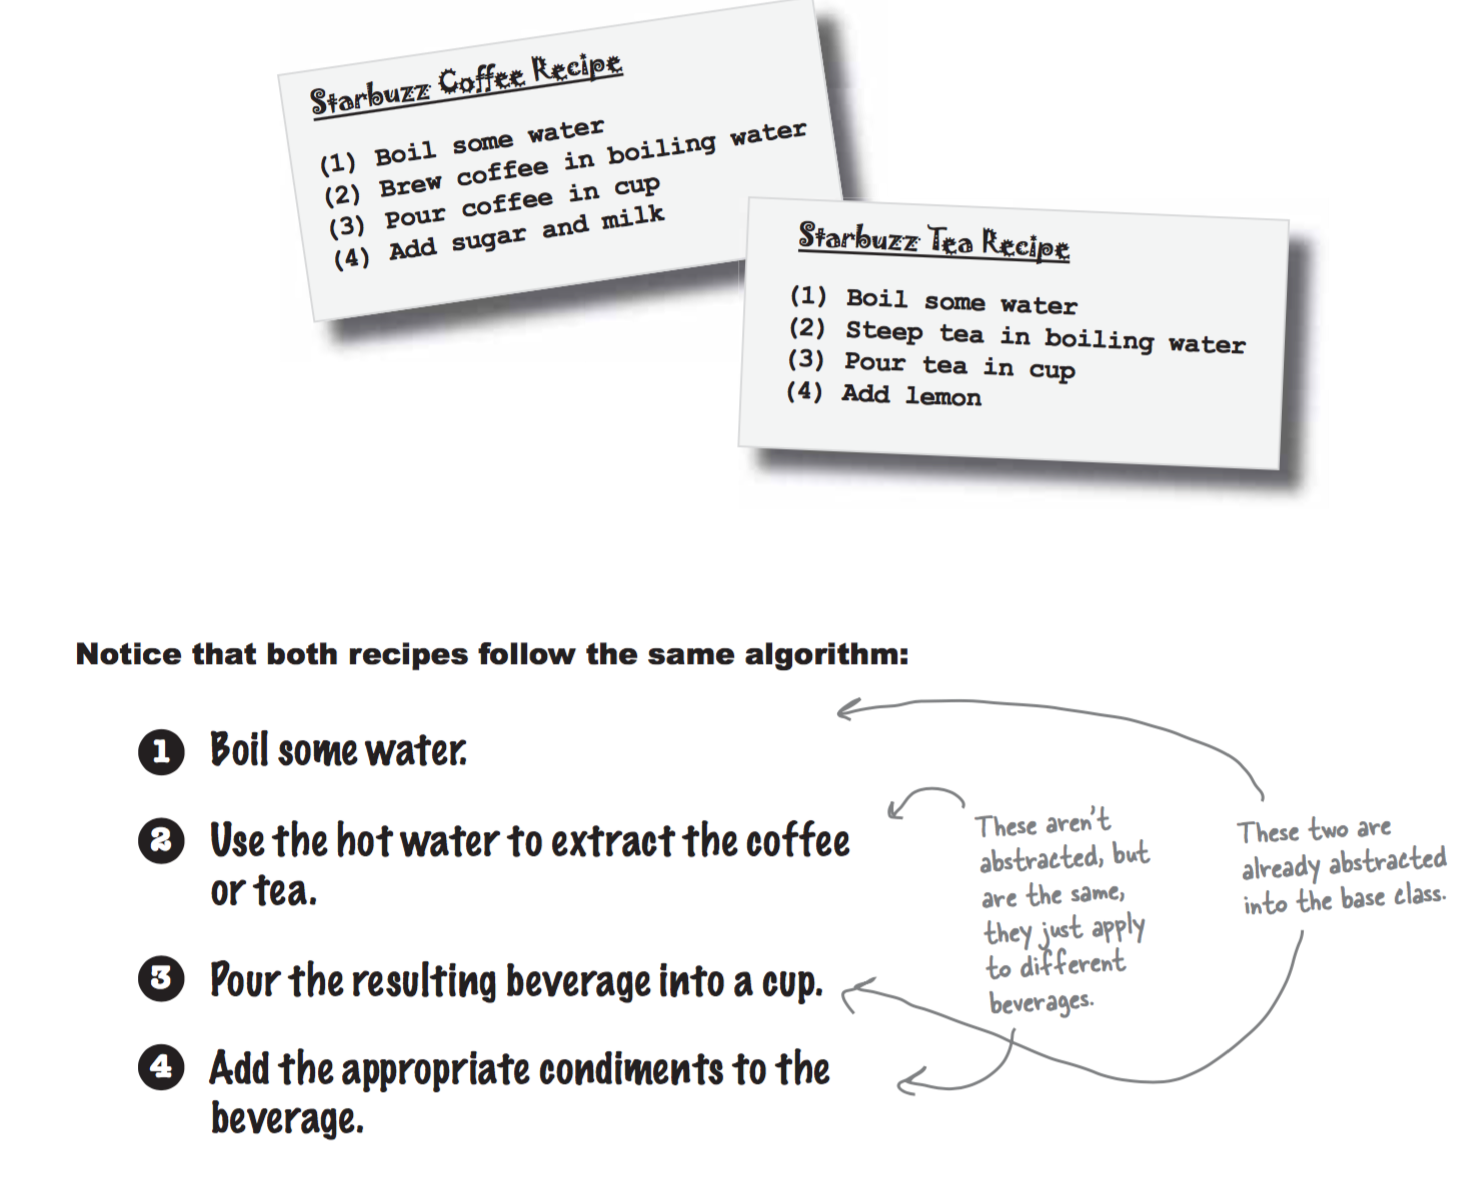 Starbuzz Coffee Recipe
(1) Boil some water
(2) Brew coffee in boiling water
(3) Pour coffee in cup
(4) Add sugar and milk
Starbuzz Tea Recipe
(1) Boil some water
(2) Steep tea in boiling water
(3) Pour tea in cup
(4) Add lemon
Notice that both recipes follow the same algorithm:
1 Boil some water.
2 Use the hot water to extract the coffee
or tea.
3 Pour the resulting beverage into a cup.
4 Add the appropriate condiments to the
beverage.
These aren't
abstracted, but
are the same,
they just apply
to different
beverages.
These two are
already abstracted
into the base class.